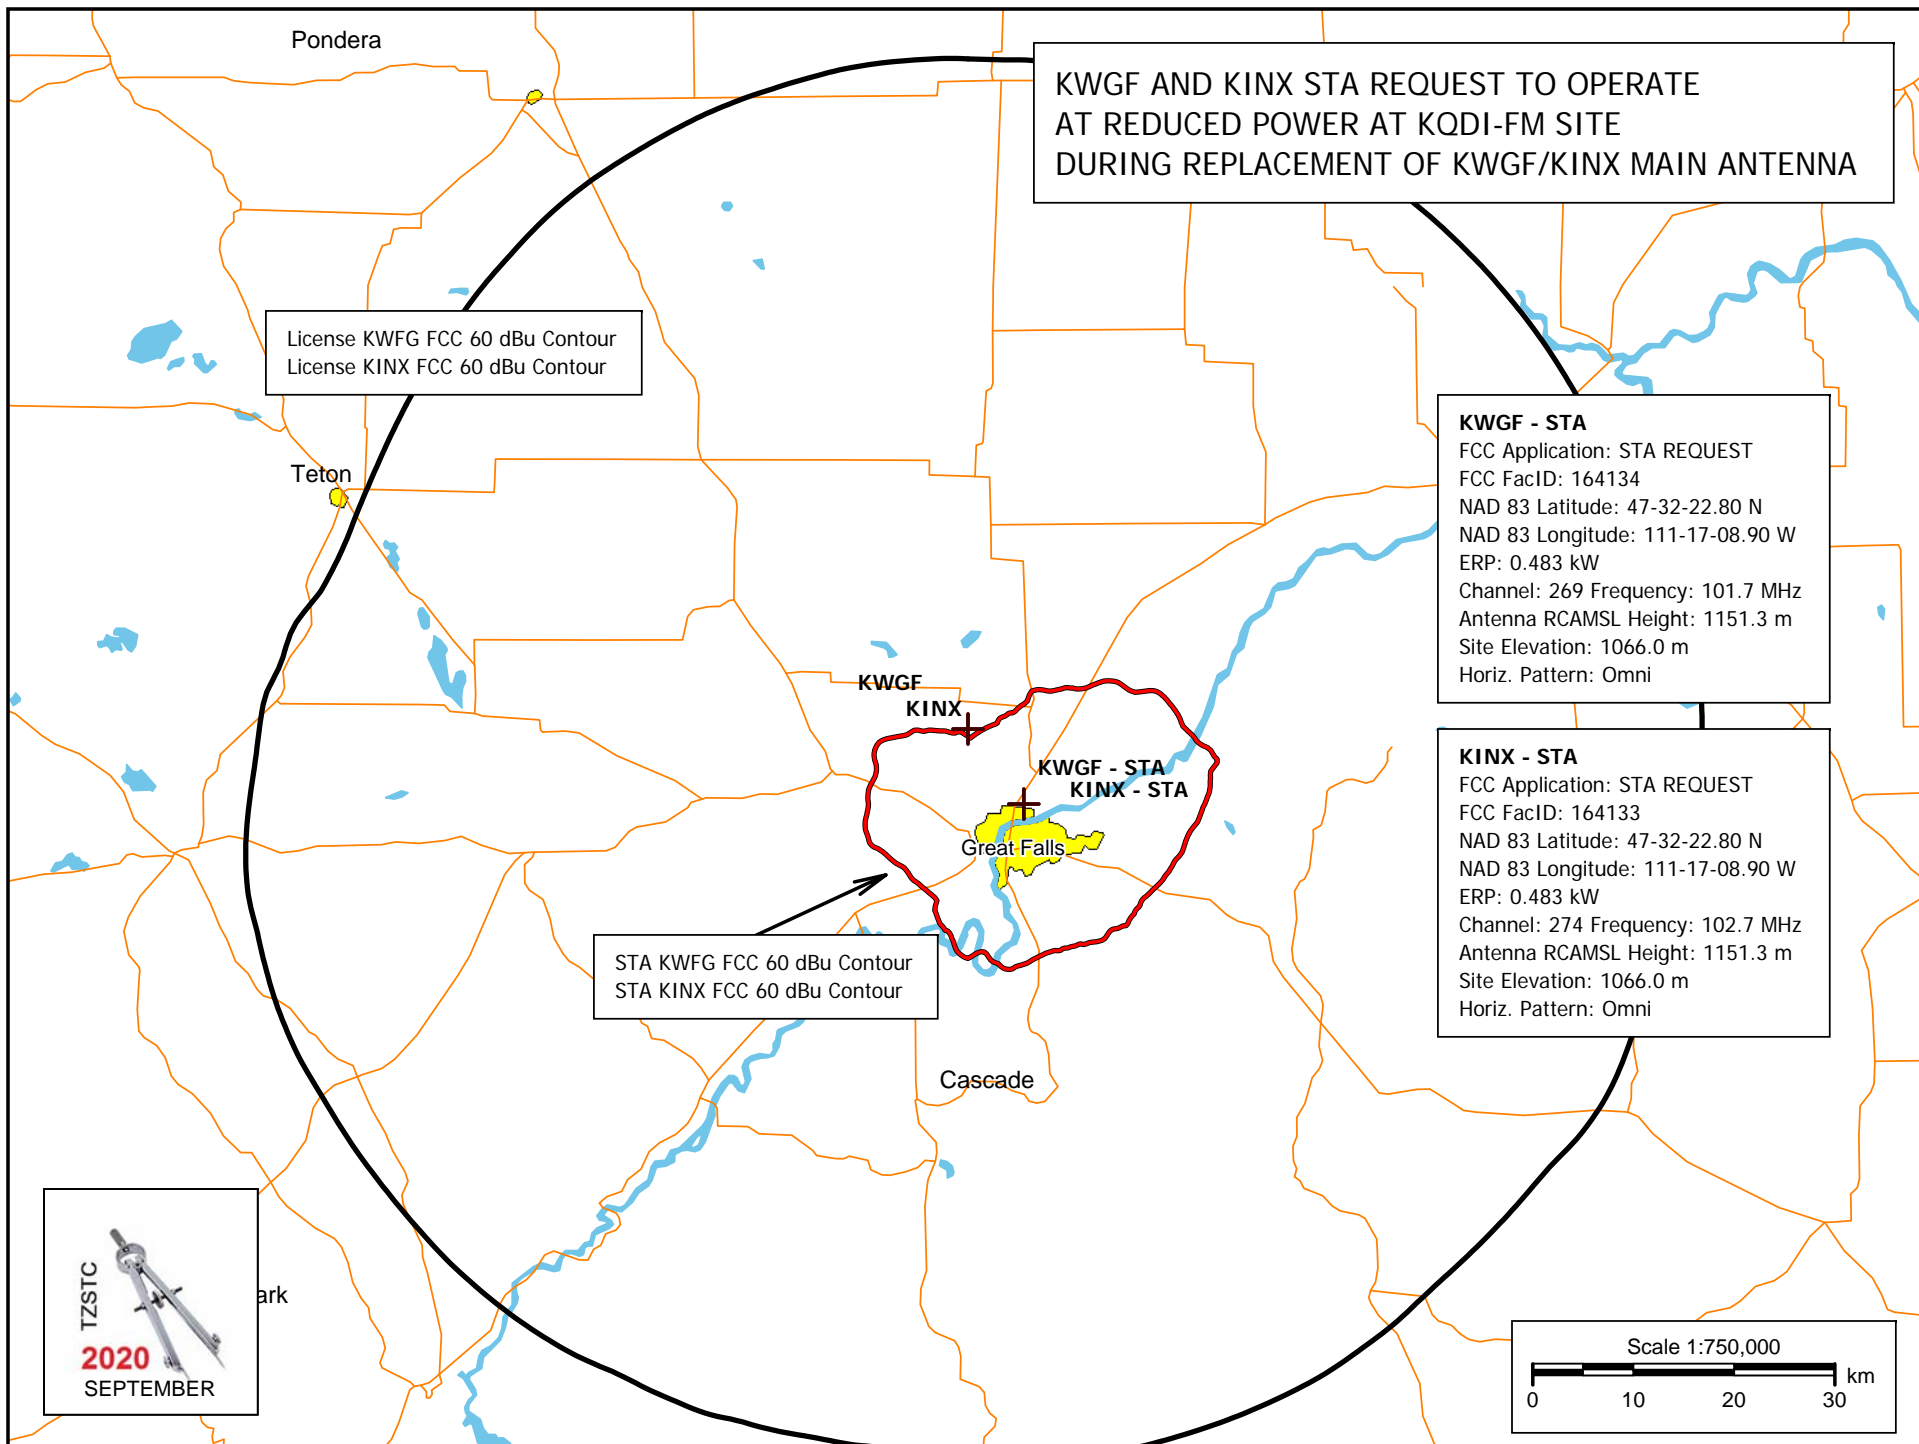 Pondera
KWGF AND KINX STA REQUEST TO OPERATE
AT REDUCED POWER AT KQDI-FM SITE
DURING REPLACEMENT OF KWGF/KINX MAIN ANTENNA
License KWFG FCC 60 dBu Contour
License KINX FCC 60 dBu Contour
Teton
KWGF - STA
FCC Application: STA REQUEST
FCC FacID: 164134
NAD 83 Latitude: 47-32-22.80 N
NAD 83 Longitude: 111-17-08.90 W
ERP: 0.483 kW
Channel: 269 Frequency: 101.7 MHz
Antenna RCAMSL Height: 1151.3 m
Site Elevation: 1066.0 m
Horiz. Pattern: Omni
KWGF
KINX
KWGF - STA
KINX - STA
Great Falls
KINX - STA
FCC Application: STA REQUEST
FCC FacID: 164133
NAD 83 Latitude: 47-32-22.80 N
NAD 83 Longitude: 111-17-08.90 W
ERP: 0.483 kW
Channel: 274 Frequency: 102.7 MHz
Antenna RCAMSL Height: 1151.3 m
Site Elevation: 1066.0 m
Horiz. Pattern: Omni
STA KWFG FCC 60 dBu Contour
STA KINX FCC 60 dBu Contour
Cascade
TZSTC
2020
SEPTEMBER
ark
Scale 1:750,000
km
0 10 20 30